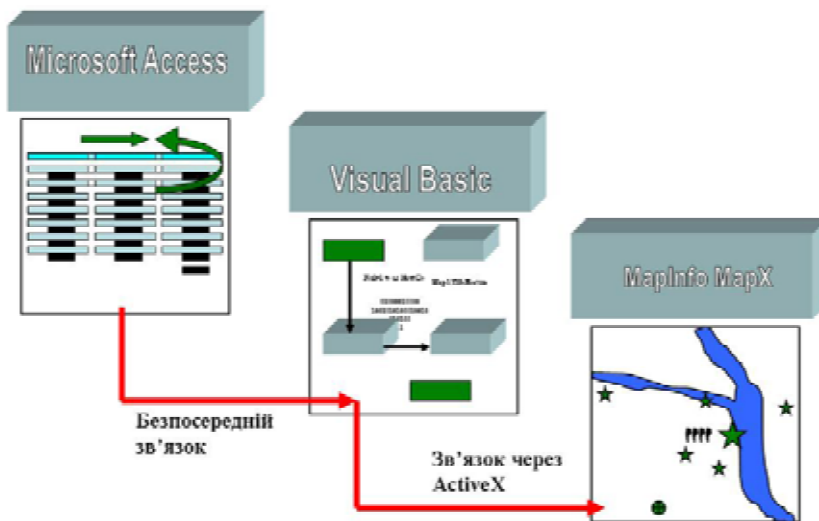 Microsoft Access
Visual Basic
MapInfo MapX
Безпосередній
зв’язок
Зв’язок через
ActiveX